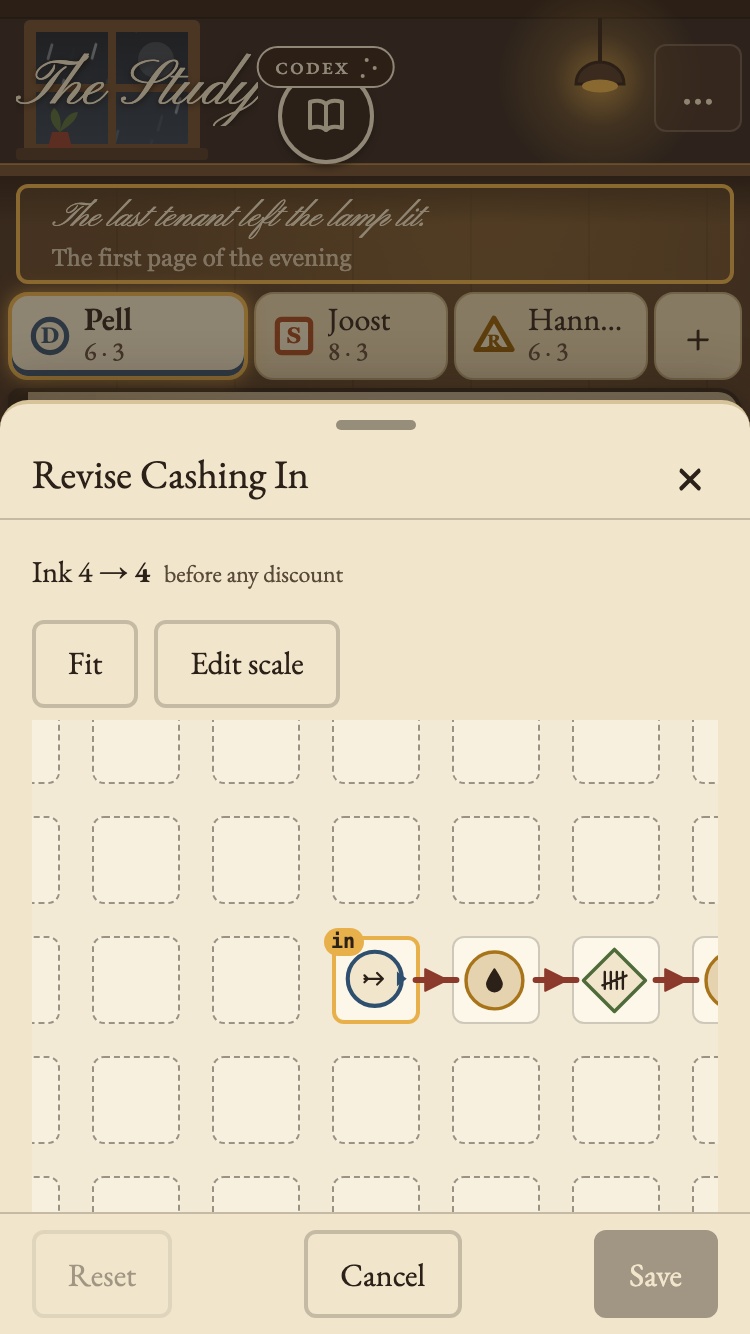 The Study
CODEX
...
The last tenant left the lamp lit.
The first page of the evening
D
Pell
6 · 3
S
Joost
8 · 3
R
Hann...
6 · 3
+
Revise Cashing In
Ink 4 → 4 before any discount
Fit
Edit scale
in
Reset
Cancel
Save